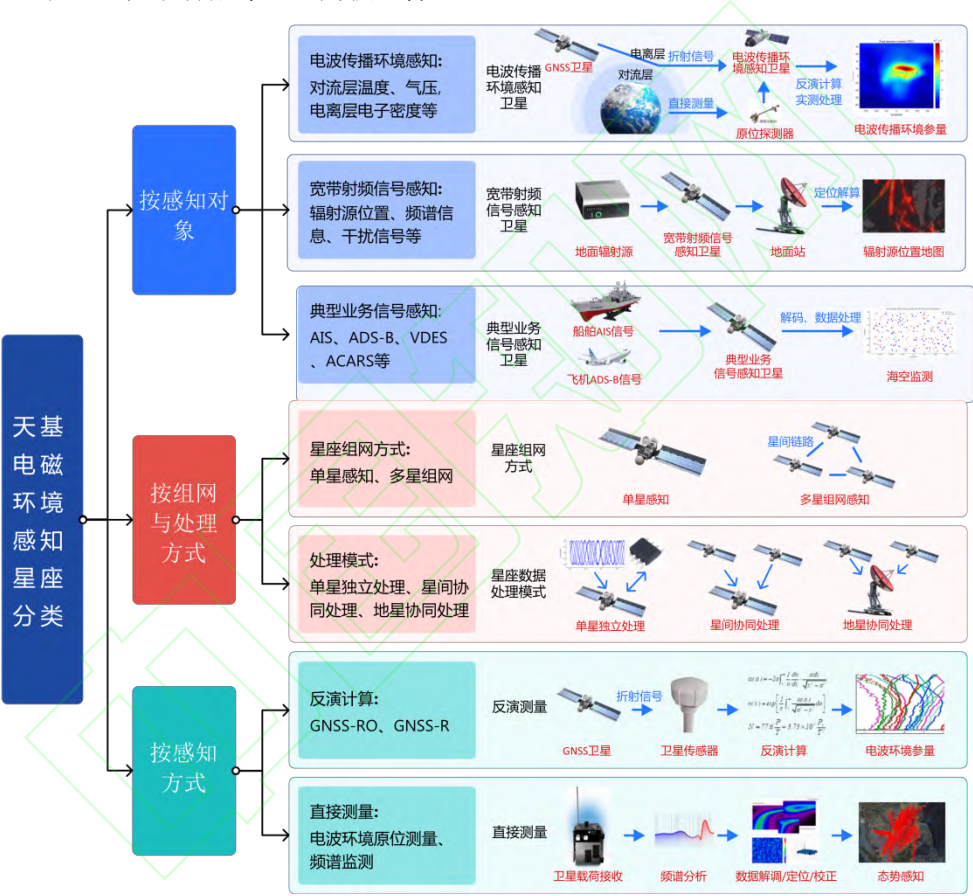 天基
电磁
环境
感知
星座
分类
按感知对
象
电波传播环境感知:
对流层温度、气压,
电离层电子密度等
电波传播
环境感知
卫星
GNSS卫星
电离层
对流层
折射信号
直接测量
电波传播环
境感知卫星
原位探测器
反演计算
实测处理
电波传播环境参量
宽带射频信号感知:
辐射源位置、频谱信
息、干扰信号等
宽带射频
信号感知
卫星
地面辐射源
宽带射频信号
感知卫星
地面站
定位解算
辐射源位置地图
典型业务信号感知:
AIS、ADS-B、VDES
、ACARS等
典型业务
信号感知
卫星
船舶AIS信号
飞机ADS-B信号
典型业务
信号感知卫星
解码、数据处理
海空监测
按组网
与处理
方式
星座组网方式:
单星感知、多星组网
星座组网
方式
单星感知
星间链路
多星组网感知
处理模式:
单星独立处理、星间协
同处理、地星协同处理
星座数据
处理模式
单星独立处理
星间协同处理
地星协同处理
按感知
方式
反演计算:
GNSS-RO、GNSS-R
反演测量
GNSS卫星
折射信号
卫星传感器
反演计算
电波环境参量
直接测量:
电波环境原位测量、
频谱监测
直接测量
卫星载荷接收
频谱分析
数据解调/定位/校正
态势感知